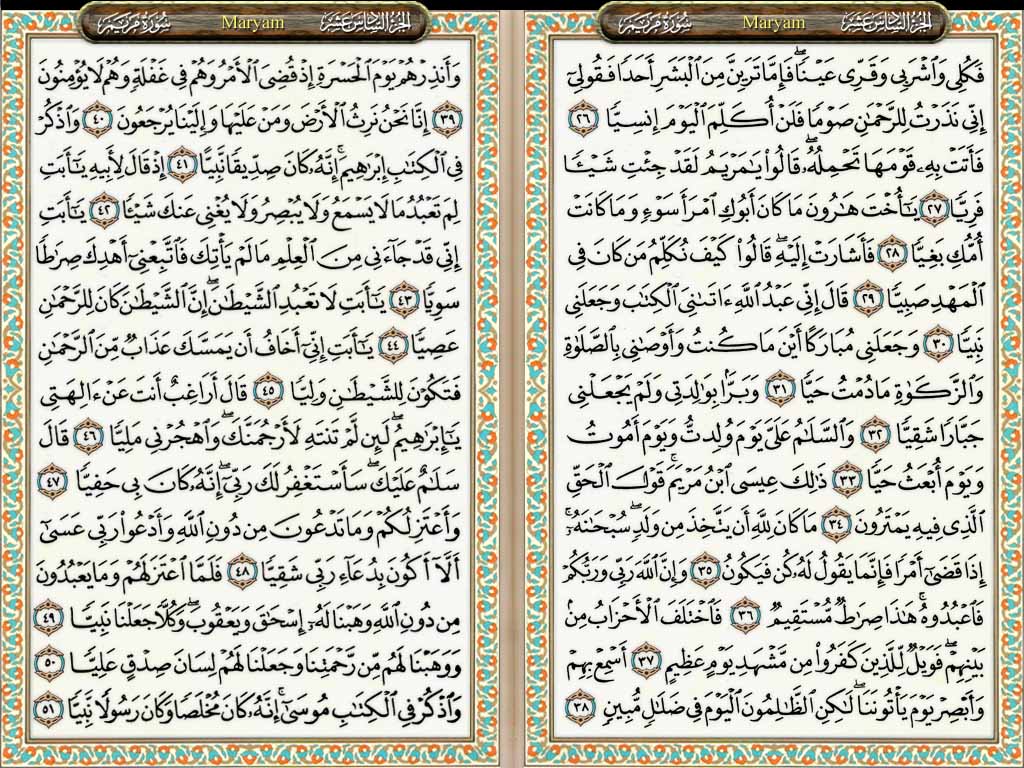 الجزء السادس عشر
Maryam
سورة مريم
فَكُلِي وَٱشْرَبِي وَقَرِّي عَيْنًاۖ فَإِمَّا تَرَيِنَّ مِنَ ٱلْبَشَرِ أَحَدًا فَقُولِيٓ
إِنِّي نَذَرْتُ لِلرَّحْمَٰنِ صَوْمًا فَلَنْ أُكَلِّمَ ٱلْيَوْمَ إِنسِيًّا ٢٦
فَأَتَتْ بِهِۦ قَوْمَهَا تَحْمِلُهُۥۖ قَالُوا۟ يَٰمَرْيَمُ لَقَدْ جِئْتِ شَيْـًٔا
فَرِيًّا ٢٧ يَٰٓأُخْتَ هَٰرُونَ مَا كَانَ أَبُوكِ ٱمْرَأَ سَوْءٍ وَمَا كَانَتْ
أُمُّكِ بَغِيًّا ٢٨ فَأَشَارَتْ إِلَيْهِۖ قَالُوا۟ كَيْفَ نُكَلِّمُ مَن كَانَ فِي
ٱلْمَهْدِ صَبِيًّا ٢٩ قَالَ إِنِّي عَبْدُ ٱللَّهِ ءَاتَىٰنِيَ ٱلْكِتَٰبَ وَجَعَلَنِي
نَبِيًّا ٣٠ وَجَعَلَنِي مُبَارَكًا أَيْنَ مَا كُنتُ وَأَوْصَٰنِي بِٱلصَّلَوٰةِ
وَٱلزَّكَوٰةِ مَا دُمْتُ حَيًّا ٣١ وَبَرًّۢا بِوَٰلِدَتِي وَلَمْ يَجْعَلْنِي
جَبَّارًا شَقِيًّا ٣٢ وَٱلسَّلَٰمُ عَلَيَّ يَوْمَ وُلِدتُّ وَيَوْمَ أَمُوتُ
وَيَوْمَ أُبْعَثُ حَيًّا ٣٣ ذَٰلِكَ عِيسَى ٱبْنُ مَرْيَمَۚ قَوْلَ ٱلْحَقِّ
ٱلَّذِي فِيهِ يَمْتَرُونَ ٣٤ مَا كَانَ لِلَّهِ أَن يَتَّخِذَ مِن وَلَدٍۖ سُبْحَٰنَهُۥٓۚ
إِذَا قَضَىٰٓ أَمْرًا فَإِنَّمَا يَقُولُ لَهُۥ كُن فَيَكُونُ ٣٥ وَإِنَّ ٱللَّهَ رَبِّي وَرَبُّكُمْ
فَٱعْبُدُوهُۚ هَٰذَا صِرَٰطٌ مُّسْتَقِيمٌ ٣٦ فَٱخْتَلَفَ ٱلْأَحْزَابُ مِنۢ
بَيْنِهِمْۖ فَوَيْلٌ لِّلَّذِينَ كَفَرُوا۟ مِن مَّشْهَدِ يَوْمٍ عَظِيمٍ ٣٧ أَسْمِعْ بِهِمْ
وَأَبْصِرْ يَوْمَ يَأْتُونَنَاۖ لَٰكِنِ ٱلظَّٰلِمُونَ ٱلْيَوْمَ فِي ضَلَٰلٍ مُّبِينٍ ٣٨
الجزء السادس عشر
Maryam
سورة مريم
وَأَنذِرْهُمْ يَوْمَ ٱلْحَسْرَةِ إِذْ قُضِيَ ٱلْأَمْرُ وَهُمْ فِي غَفْلَةٍ وَهُمْ لَا يُؤْمِنُونَ
٣٩ إِنَّا نَحْنُ نَرِثُ ٱلْأَرْضَ وَمَنْ عَلَيْهَا وَإِلَيْنَا يُرْجَعُونَ ٤٠ وَٱذْكُرْ
فِي ٱلْكِتَٰبِ إِبْرَٰهِيمَۚ إِنَّهُۥ كَانَ صِدِّيقًا نَّبِيًّا ٤١ إِذْ قَالَ لِأَبِيهِ يَٰٓأَبَتِ
لِمَ تَعْبُدُ مَا لَا يَسْمَعُ وَلَا يُبْصِرُ وَلَا يُغْنِي عَنكَ شَيْـًٔا ٤٢ يَٰٓأَبَتِ
إِنِّي قَدْ جَآءَنِي مِنَ ٱلْعِلْمِ مَا لَمْ يَأْتِكَ فَٱتَّبِعْنِيٓ أَهْدِكَ صِرَٰطًا
سَوِيًّا ٤٣ يَٰٓأَبَتِ لَا تَعْبُدِ ٱلشَّيْطَٰنَۖ إِنَّ ٱلشَّيْطَٰنَ كَانَ لِلرَّحْمَٰنِ
عَصِيًّا ٤٤ يَٰٓأَبَتِ إِنِّيٓ أَخَافُ أَن يَمَسَّكَ عَذَابٌ مِّنَ ٱلرَّحْمَٰنِ
فَتَكُونَ لِلشَّيْطَٰنِ وَلِيًّا ٤٥ قَالَ أَرَاغِبٌ أَنتَ عَنْ ءَالِهَتِي
يَٰٓإِبْرَٰهِيمُۖ لَئِن لَّمْ تَنتَهِ لَأَرْجُمَنَّكَۖ وَٱهْجُرْنِي مَلِيًّا ٤٦ قَالَ
سَلَٰمٌ عَلَيْكَۖ سَأَسْتَغْفِرُ لَكَ رَبِّيٓۖ إِنَّهُۥ كَانَ بِي حَفِيًّا ٤٧
وَأَعْتَزِلُكُمْ وَمَا تَدْعُونَ مِن دُونِ ٱللَّهِ وَأَدْعُوا۟ رَبِّي عَسَىٰٓ
أَلَّآ أَكُونَ بِدُعَآءِ رَبِّي شَقِيًّا ٤٨ فَلَمَّا ٱعْتَزَلَهُمْ وَمَا يَعْبُدُونَ
مِن دُونِ ٱللَّهِ وَهَبْنَا لَهُۥٓ إِسْحَٰقَ وَيَعْقُوبَۖ وَكُلًّا جَعَلْنَا نَبِيًّا ٤٩
وَوَهَبْنَا لَهُم مِّن رَّحْمَتِنَا وَجَعَلْنَا لَهُمْ لِسَانَ صِدْقٍ عَلِيًّا ٥٠
وَٱذْكُرْ فِي ٱلْكِتَٰبِ مُوسَىٰٓۚ إِنَّهُۥ كَانَ مُخْلَصًا وَكَانَ رَسُولًا نَّبِيًّا ٥١